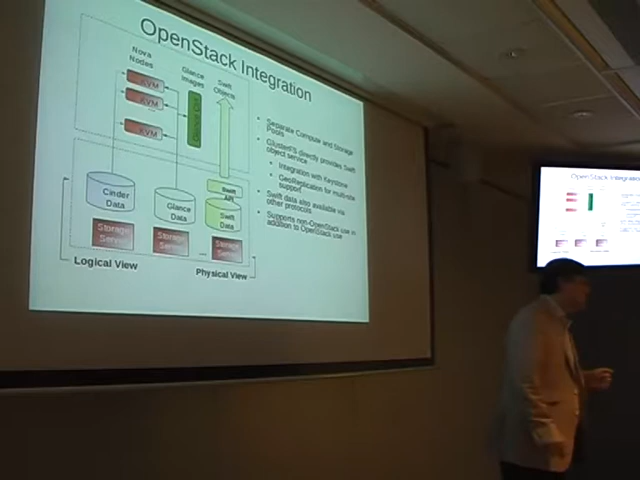 OpenStack Integration
Nova
Nodes
Glance
Images
Swift
Objects
KVM
KVM
KVM
Separate Compute and Storage
Pools
GlusterFS directly provides Swift
object service
Integration with Keystone
GeoReplication for multi-site
support
Swift data also available via
other protocols
Supports non-OpenStack use in
addition to OpenStack use
Cinder
Data
Glance
Data
Swift
API
Swift
Data
Storage
Server
Storage
Server
...
Storage
Server
Logical View
Physical View
OpenStack Integration